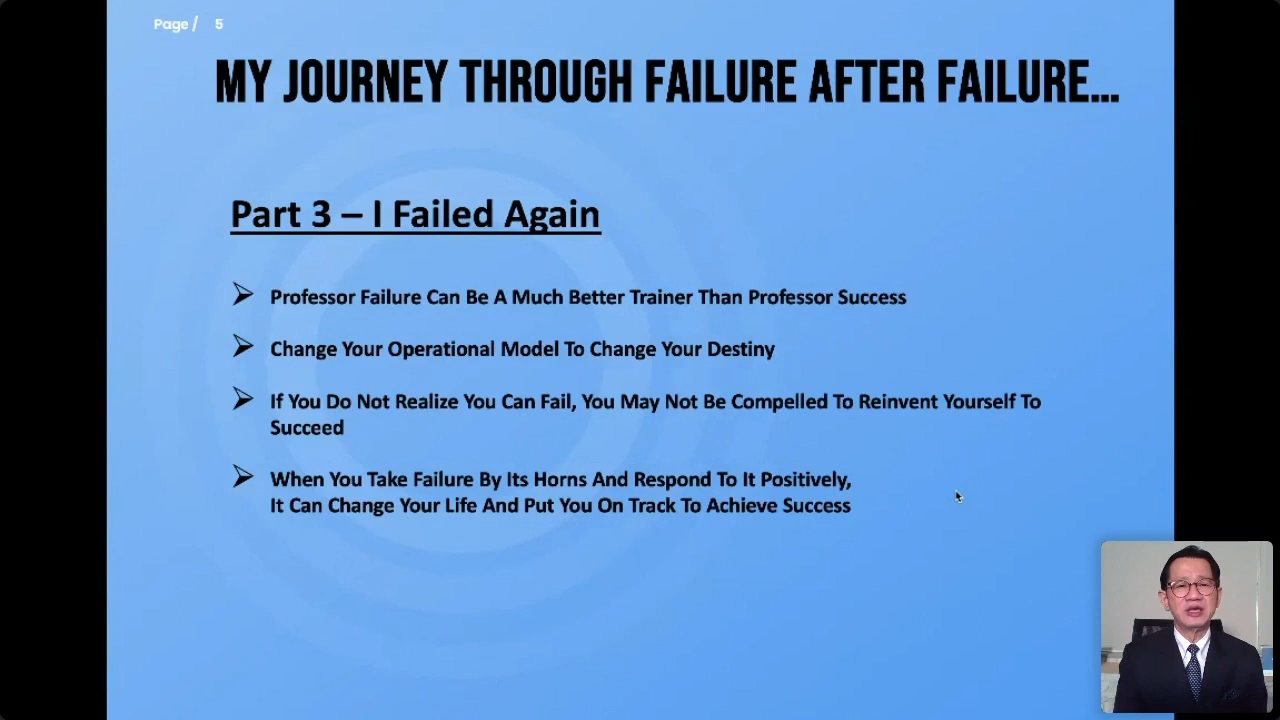 Page / 5
MY JOURNEY THROUGH FAILURE AFTER FAILURE...
Part 3 – I Failed Again
Professor Failure Can Be A Much Better Trainer Than Professor Success
Change Your Operational Model To Change Your Destiny
If You Do Not Realize You Can Fail, You May Not Be Compelled To Reinvent Yourself To
Succeed
When You Take Failure By Its Horns And Respond To It Positively,
It Can Change Your Life And Put You On Track To Achieve Success